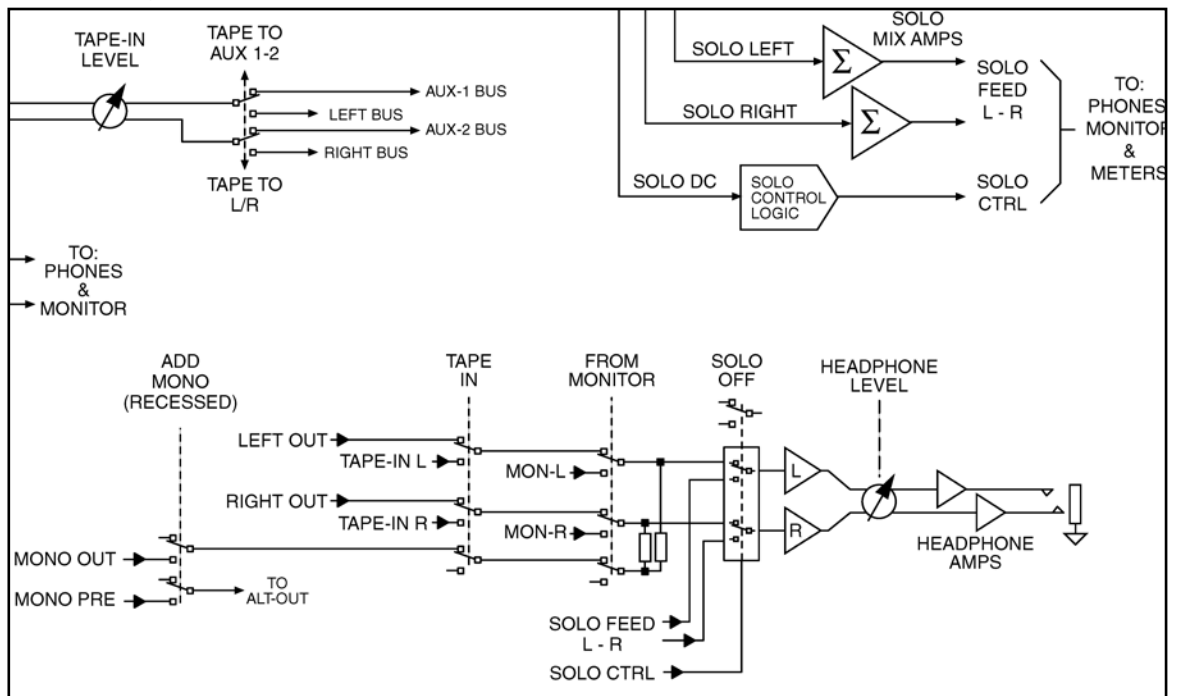 TAPE-IN
LEVEL
TAPE TO
AUX 1-2
AUX-1 BUS
LEFT BUS
AUX-2 BUS
RIGHT BUS
TAPE TO
L/R
SOLO
MIX AMPS
SOLO LEFT
Σ
SOLO RIGHT
Σ
SOLO
FEED
L - R
SOLO DC
SOLO
CONTROL
LOGIC
SOLO
CTRL
TO:
PHONES
MONITOR
&
METERS
TO:
PHONES
&
MONITOR
ADD
MONO
(RECESSED)
TAPE
IN
FROM
MONITOR
SOLO
OFF
HEADPHONE
LEVEL
LEFT OUT
TAPE-IN L
MON-L
L
RIGHT OUT
TAPE-IN R
MON-R
R
HEADPHONE
AMPS
MONO OUT
MONO PRE
TO
ALT-OUT
SOLO FEED
L - R
SOLO CTRL